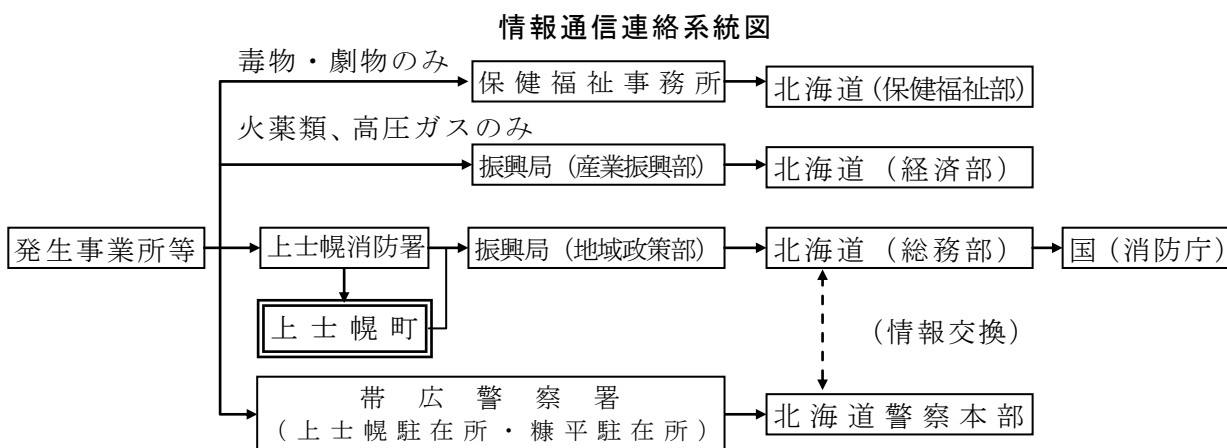 情報通信連絡系統図
毒物・劇物のみ
保健福祉事務所
北海道(保健福祉部)
火薬類、高圧ガスのみ
振興局(産業振興部)
北海道(経済部)
発生事業所等
上士幌消防署
振興局(地域政策部)
北海道(総務部)
国(消防庁)
上士幌町
(情報交換)
帯広警察署
(上士幌駐在所・糠平駐在所)
北海道警察本部